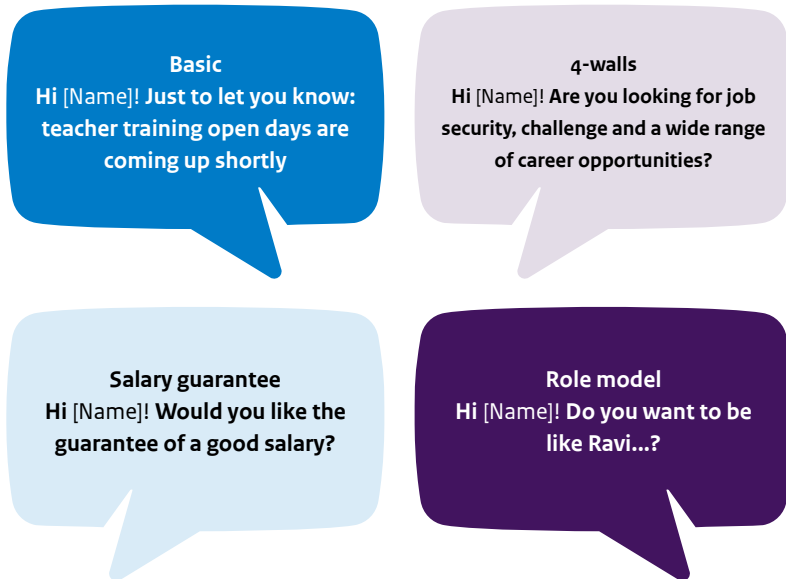 Basic
Hi [Name]! Just to let you know:
teacher training open days are
coming up shortly
4-walls
Hi [Name]! Are you looking for job
security, challenge and a wide range
of career opportunities?
Salary guarantee
Hi [Name]! Would you like the
guarantee of a good salary?
Role model
Hi [Name]! Do you want to be
like Ravi...?